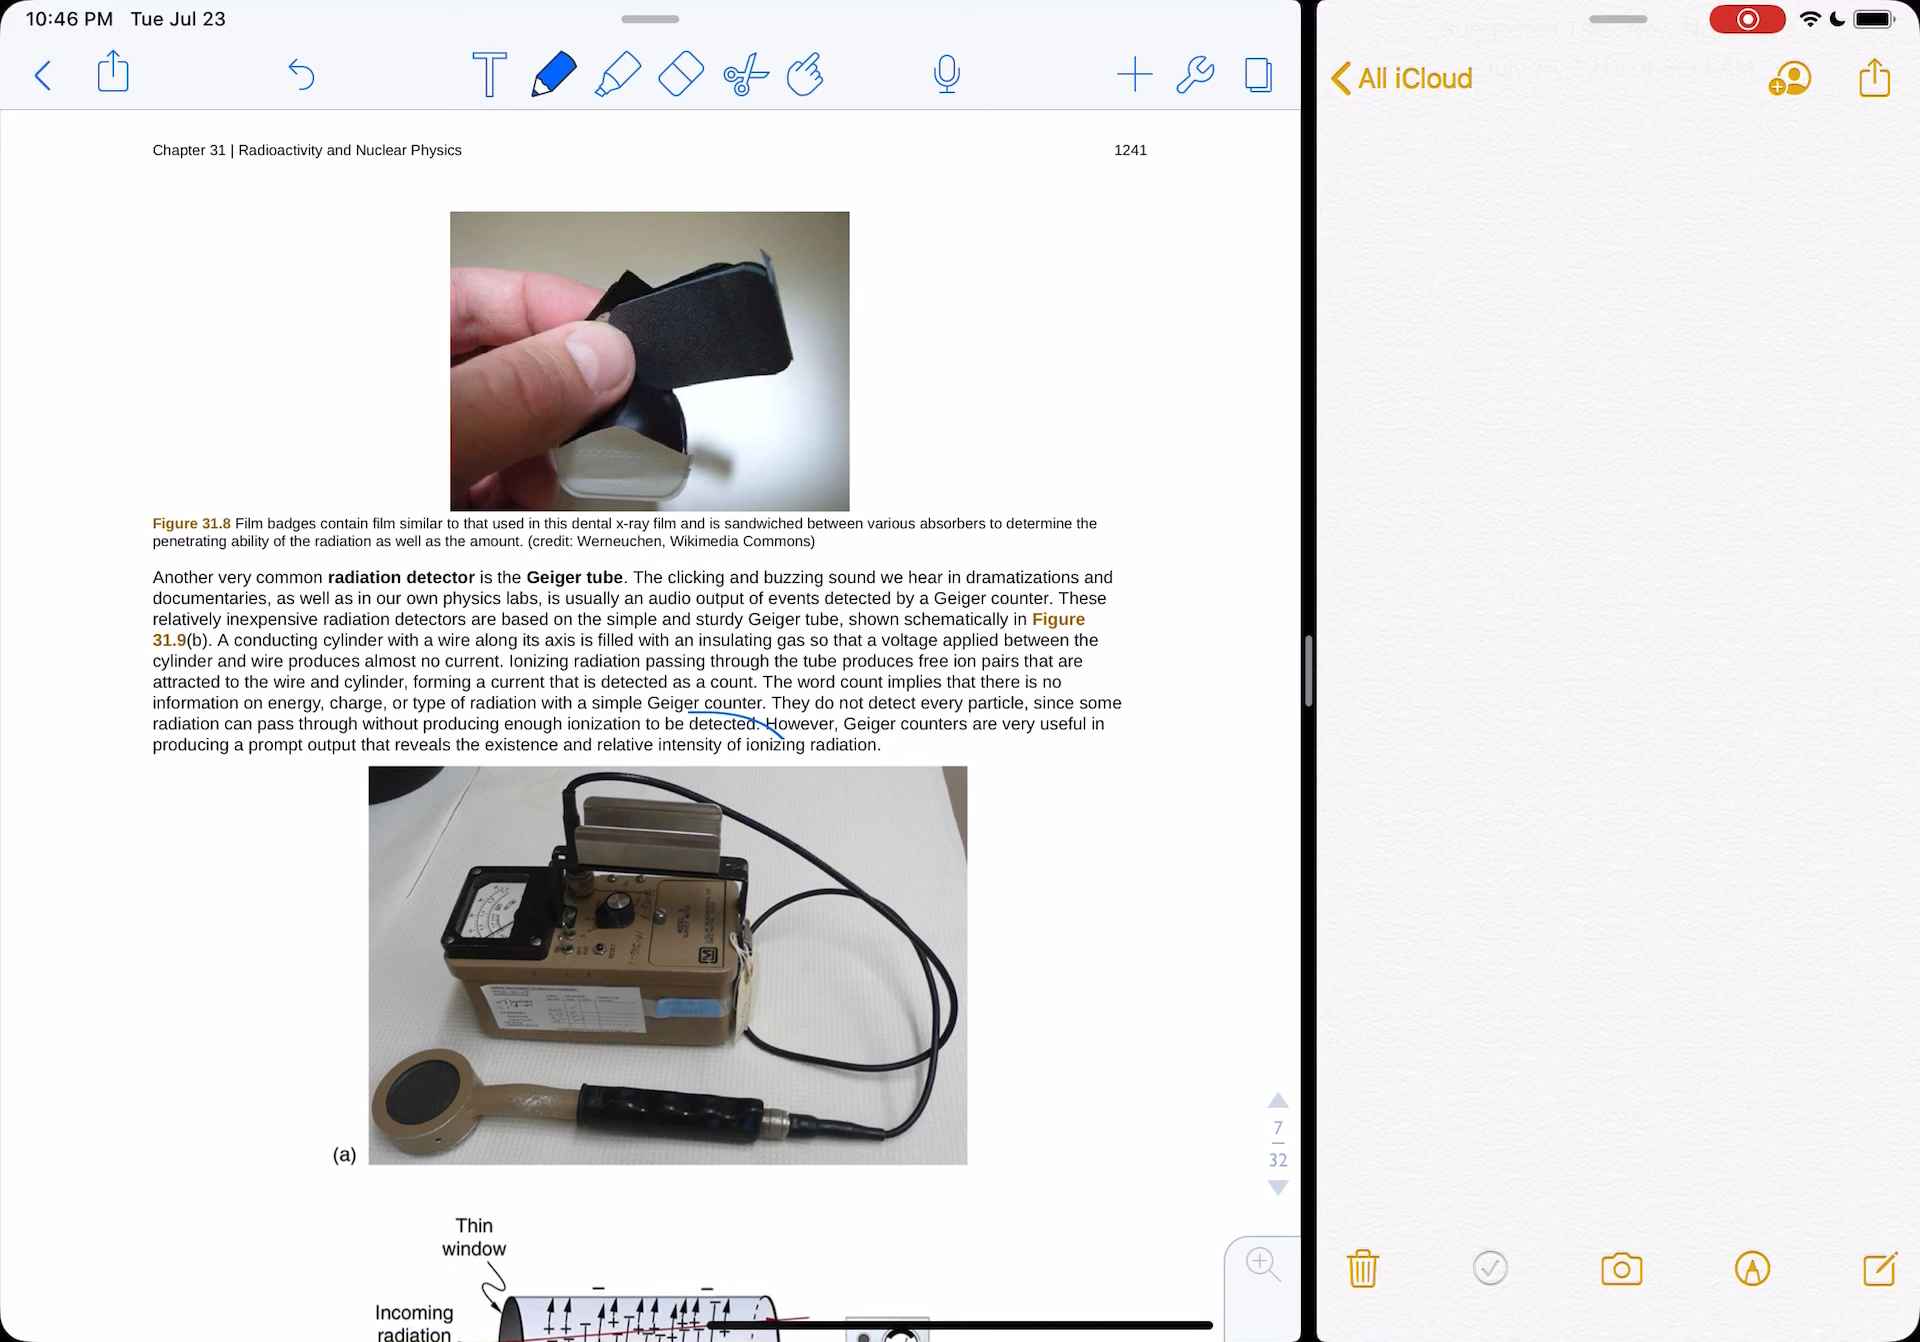 10:46 PM Tue Jul 23
All iCloud
Chapter 31 | Radioactivity and Nuclear Physics 1241
Figure 31.8 Film badges contain film similar to that used in this dental x-ray film and is sandwiched between various absorbers to determine the
penetrating ability of the radiation as well as the amount. (credit: Werneuchen, Wikimedia Commons)
Another very common radiation detector is the Geiger tube. The clicking and buzzing sound we hear in dramatizations and
documentaries, as well as in our own physics labs, is usually an audio output of events detected by a Geiger counter. These
relatively inexpensive radiation detectors are based on the simple and sturdy Geiger tube, shown schematically in Figure
31.9(b). A conducting cylinder with a wire along its axis is filled with an insulating gas so that a voltage applied between the
cylinder and wire produces almost no current. Ionizing radiation passing through the tube produces free ion pairs that are
attracted to the wire and cylinder, forming a current that is detected as a count. The word count implies that there is no
information on energy, charge, or type of radiation with a simple Geiger counter. They do not detect every particle, since some
radiation can pass through without producing enough ionization to be detected. However, Geiger counters are very useful in
producing a prompt output that reveals the existence and relative intensity of ionizing radiation.
(a)
7
32
Thin
window
Incoming
radiation